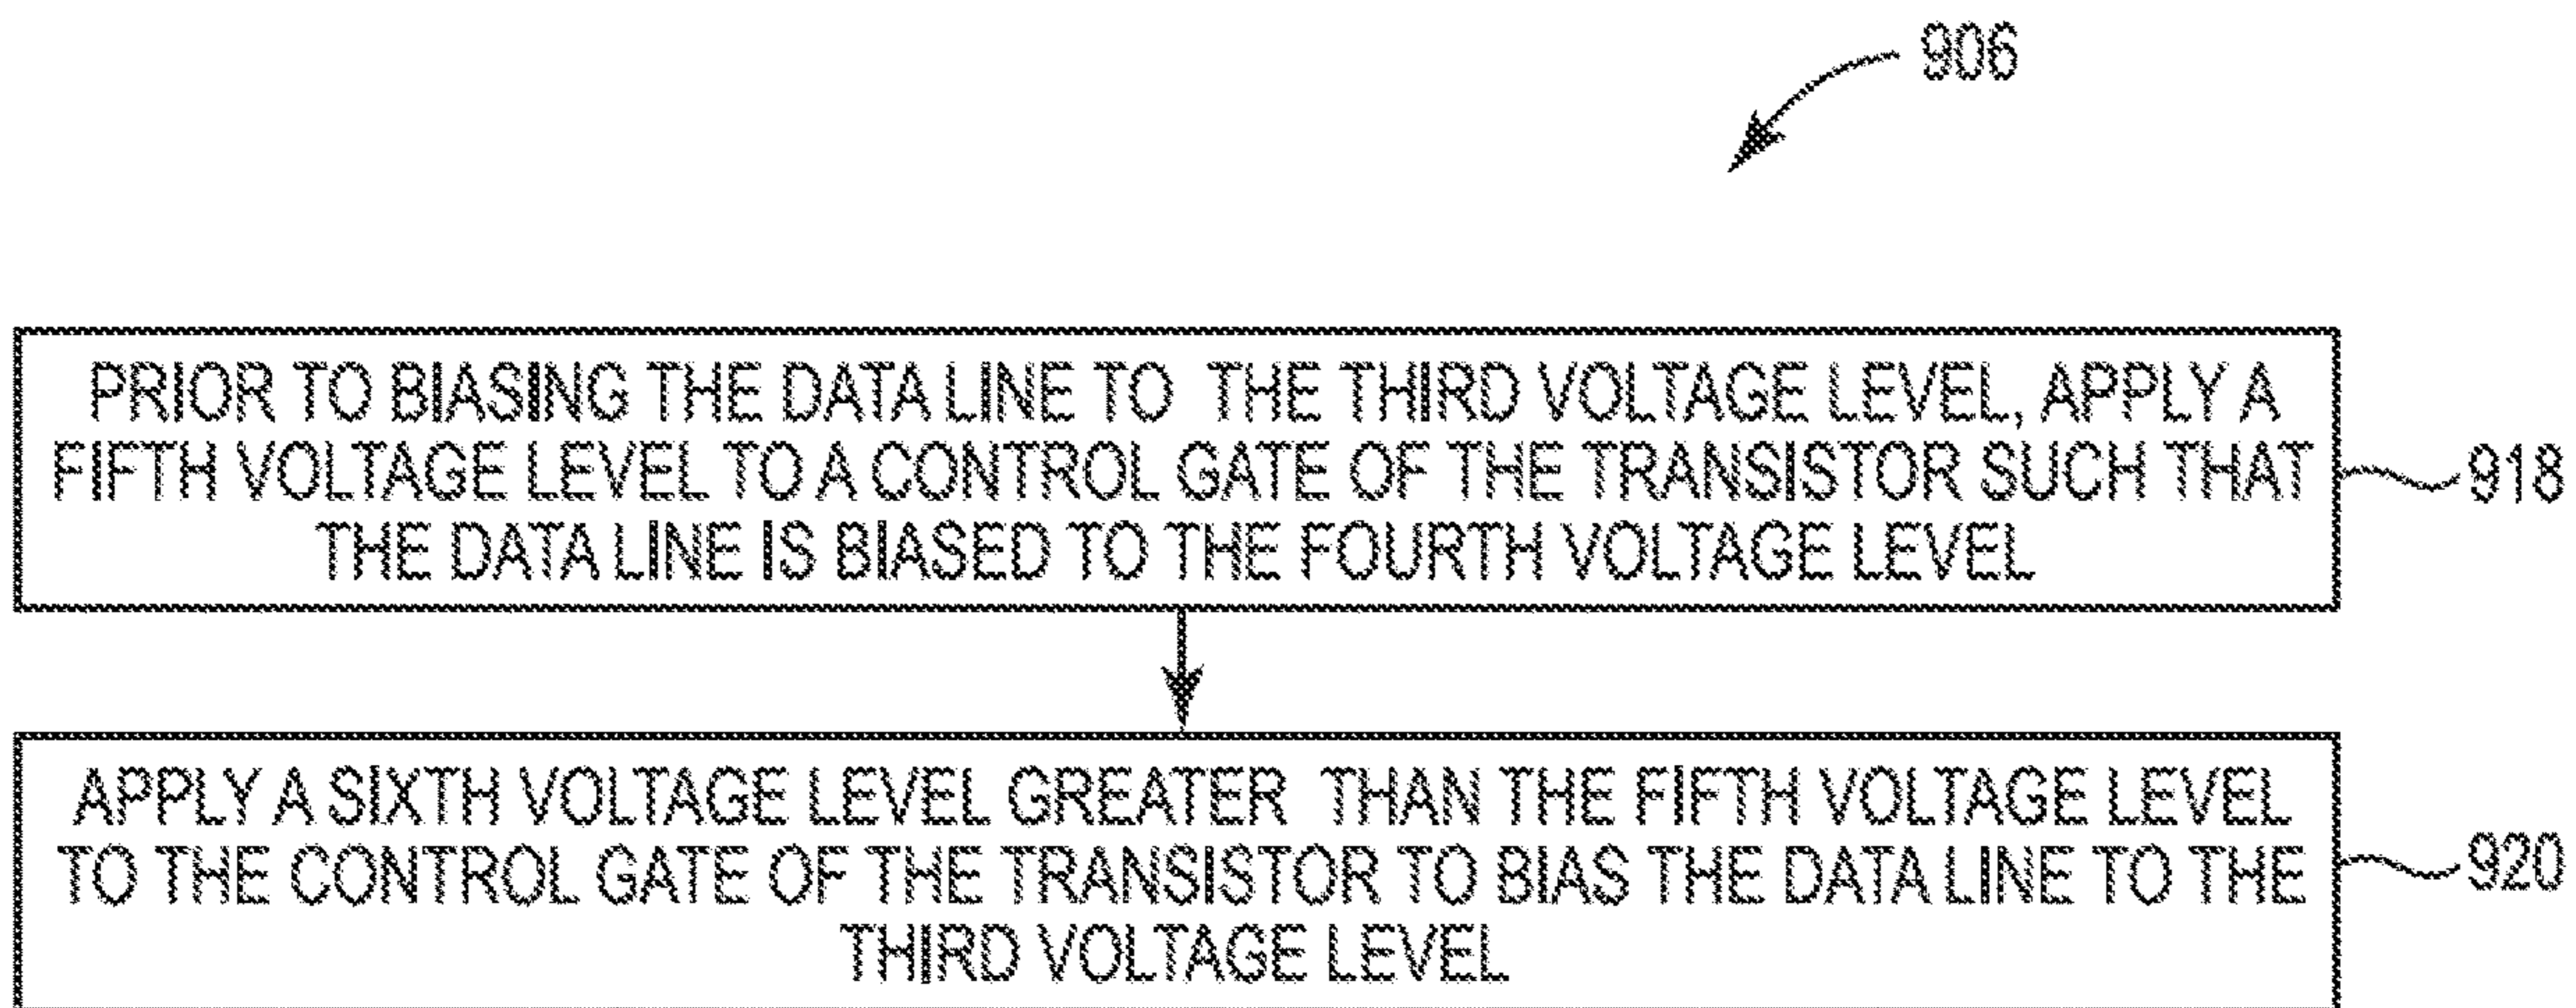 906
PRIOR TO BIASING THE DATA LINE TO THE THIRD VOLTAGE LEVEL, APPLY A
FIFTH VOLTAGE LEVEL TO A CONTROL GATE OF THE TRANSISTOR SUCH THAT
THE DATA LINE IS BIASED TO THE FOURTH VOLTAGE LEVEL
918
APPLY A SIXTH VOLTAGE LEVEL GREATER THAN THE FIFTH VOLTAGE LEVEL
TO THE CONTROL GATE OF THE TRANSISTOR TO BIAS THE DATA LINE TO THE
THIRD VOLTAGE LEVEL
920